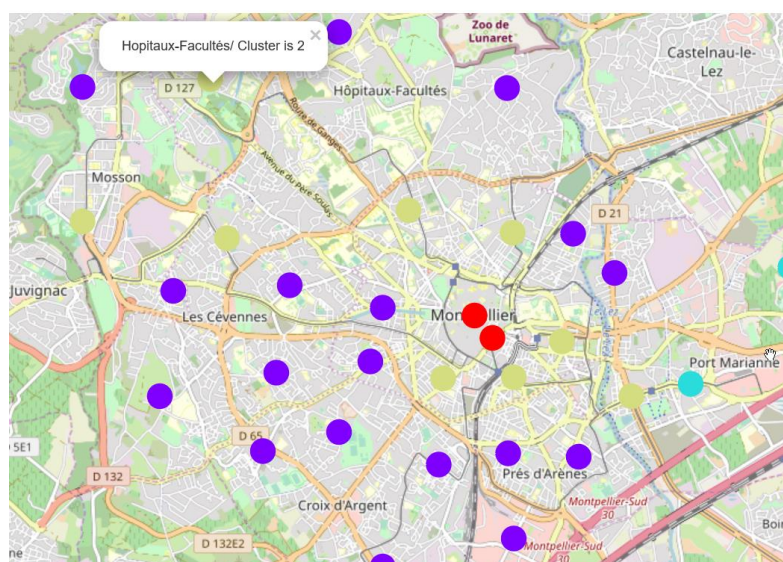 Zoo de
Lunaret
Hopitaux-Facultés/ Cluster is 2
×
Castelnau-le-
Lez
D 127
Hôpitaux-Facultés
Route de Ganges
Avenue du Père Soulas
Mosson
D 21
Juvignac
Les Cévennes
Port Marianne
D 65
5E1
D 132
Prés d'Arènes
Croix d'Argent
Montpellier-Sud
30
D 132E2
Montpellier-Sud
30